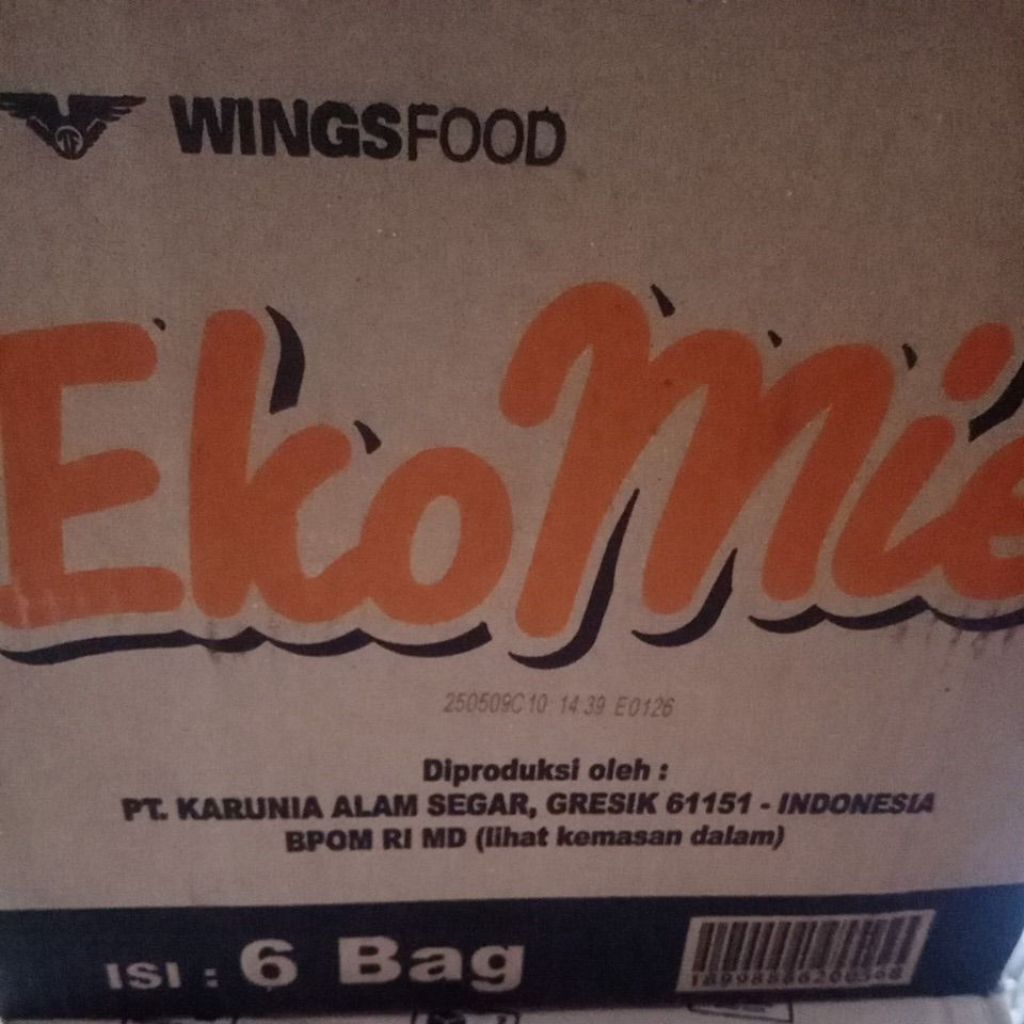 WINGSFOOD
EkoMie
250509C10 14.39 E0126
Diproduksi oleh :
PT. KARUNIA ALAM SEGAR, GRESIK 61151 - INDONESIA
BPOM RI MD (lihat kemasan dalam)
ISI : 6 Bag